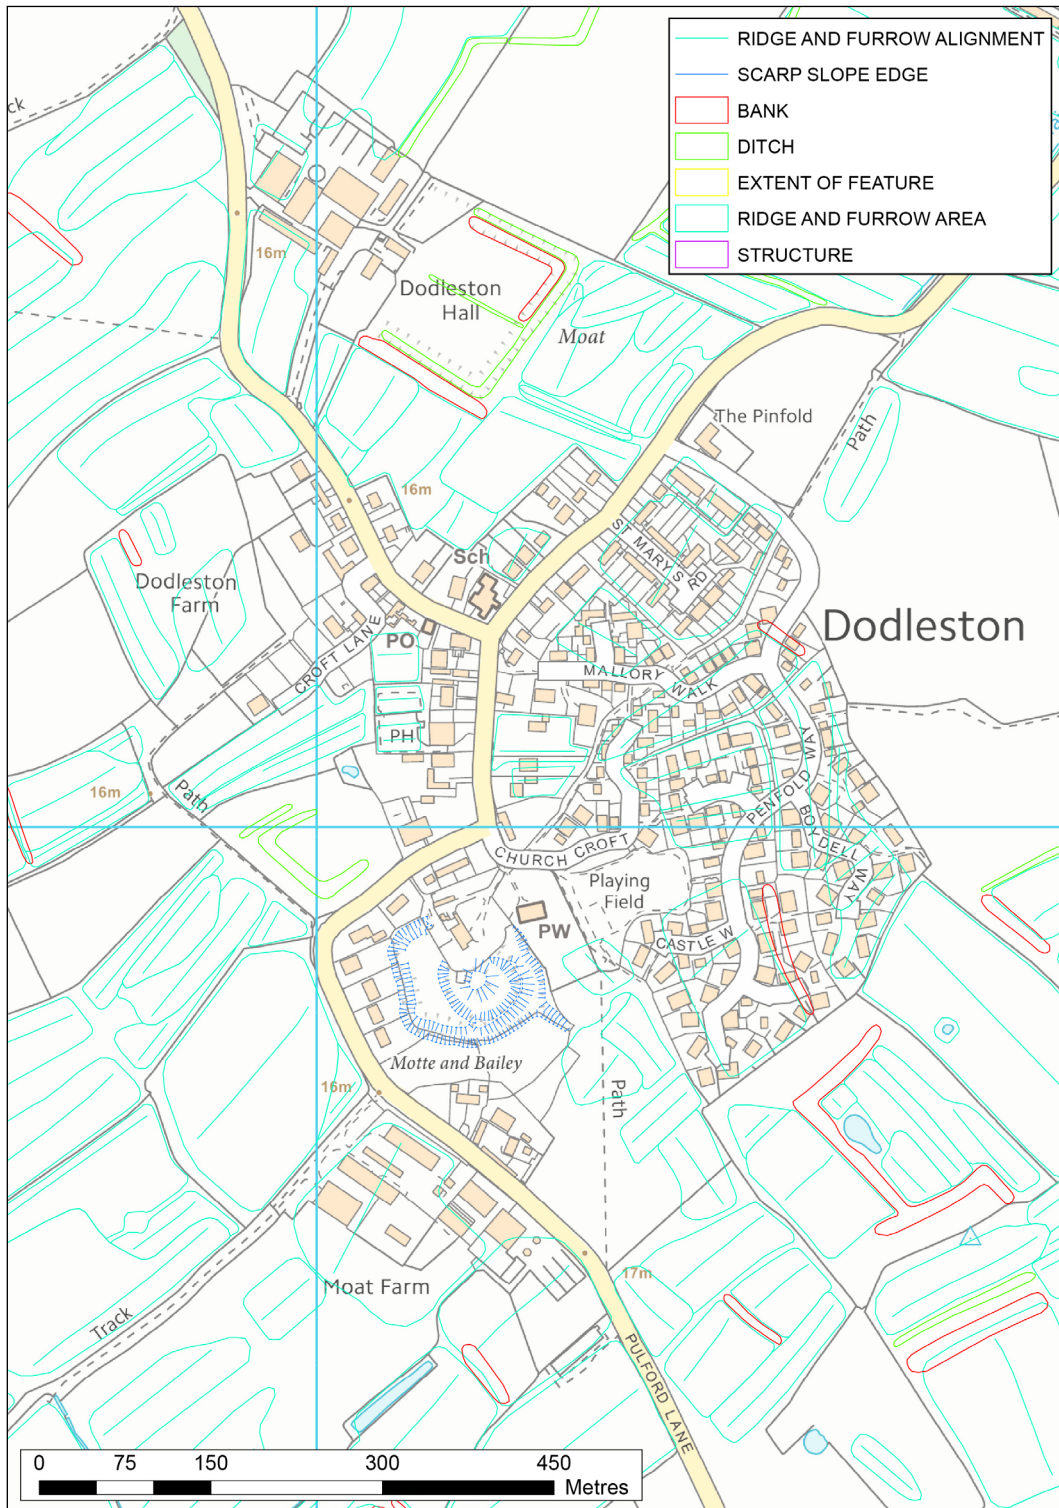 RIDGE AND FURROW ALIGNMENT
SCARP SLOPE EDGE
BANK
DITCH
EXTENT OF FEATURE
RIDGE AND FURROW AREA
STRUCTURE
ck
16m
Dodleston
Hall
Moat
The Pinfold
Path
16m
Sch
ST MARY'S RD
Dodleston
Farm
CROFT LANE
PO
Dodleston
MALLORY WALK
PH
16m
Path
PENFOLD WAY
BOYDELL WAY
CHURCH CROFT
Playing
Field
PW
CASTLE W
Motte and Bailey
16m
Path
Moat Farm
17m
Track
PULFORD LANE
0 75 150 300 450
Metres